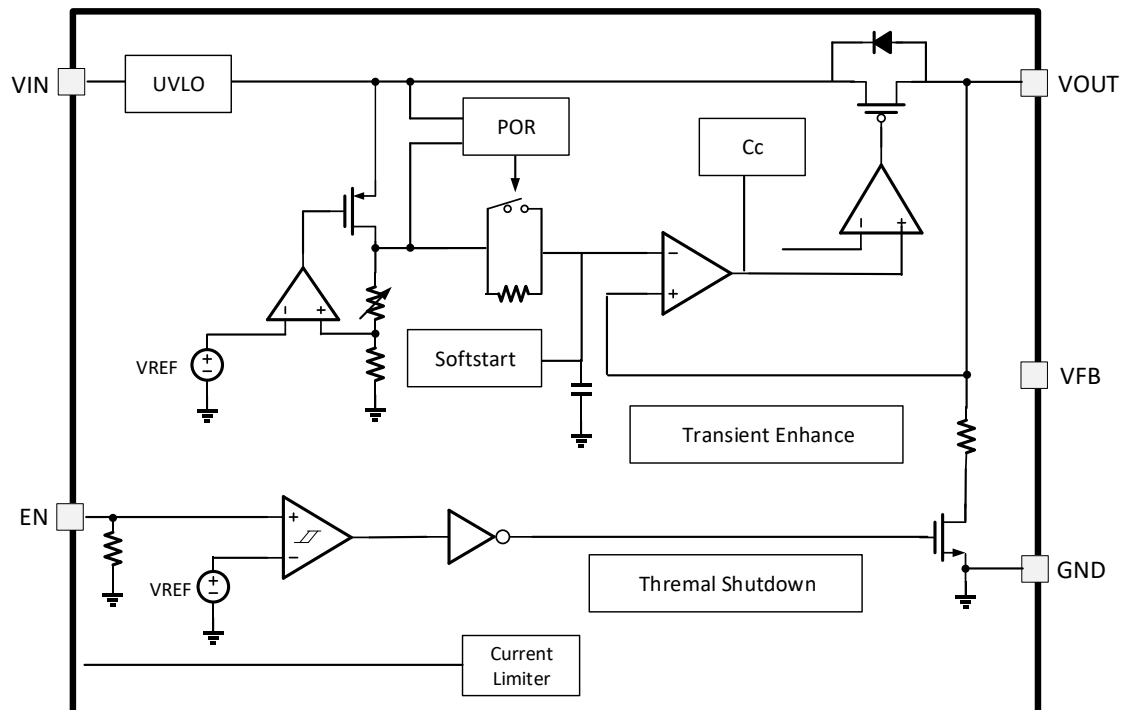 VIN
UVLO
VOUT
POR
Cc
Softstart
VREF
VFB
Transient Enhance
EN
VREF
Thremal Shutdown
GND
Current
Limiter